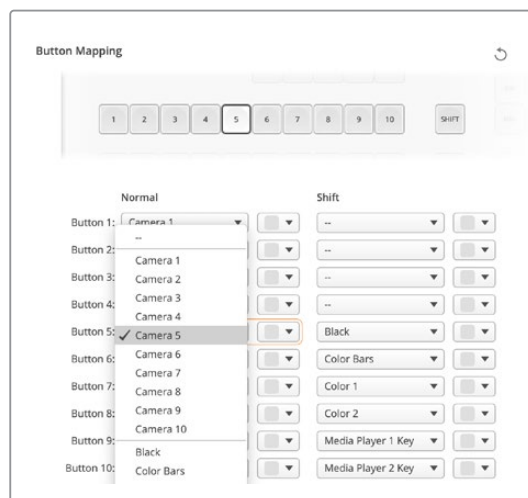 Button Mapping
1 2 3 4 5 6 7 8 9 10 SHIFT
Normal Shift
Button 1: Camera 1 --
--
Button 2: --
Camera 1
Camera 2
Button 3: --
Camera 3
Button 4: --
Camera 4
Button 5: ✓ Camera 5 Black
Button 6: Camera 6 Color Bars
Camera 7
Button 7: Color 1
Camera 8
Button 8: Color 2
Camera 9
Button 9: Media Player 1 Key
Camera 10
Black
Button 10: Media Player 2 Key
Color Bars